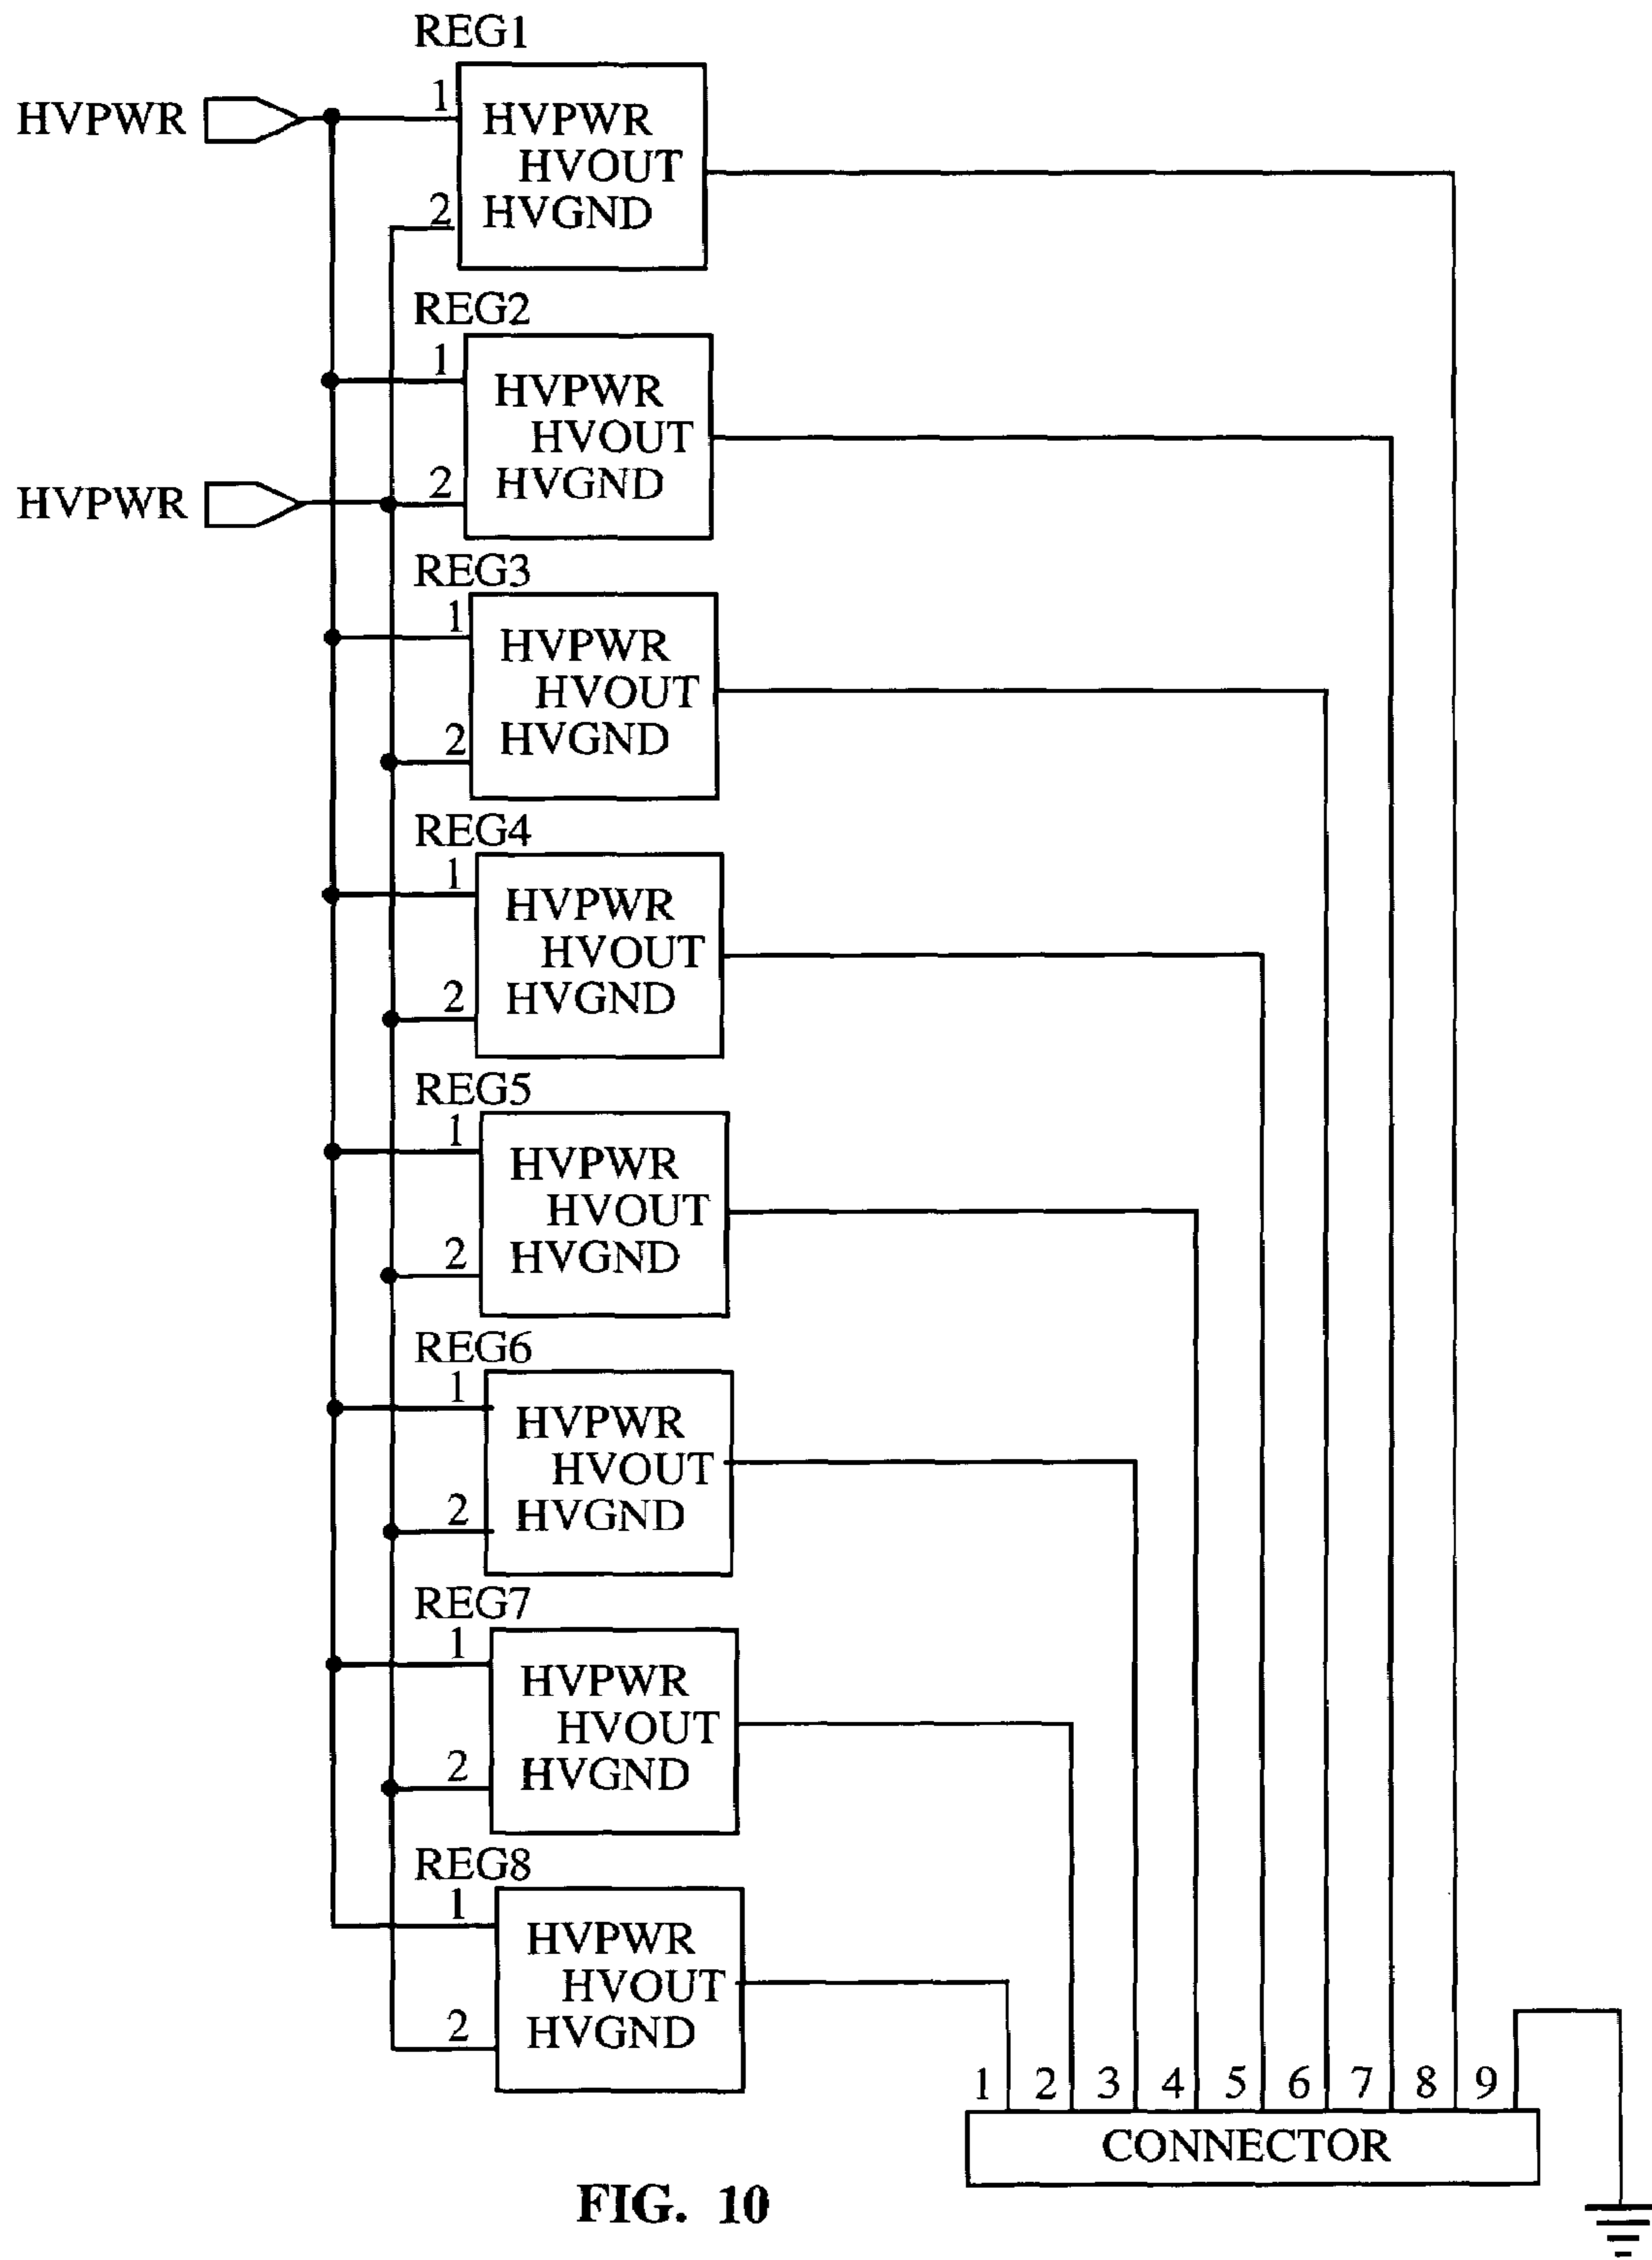 REG1
HVPWR
1
HVPWR
HVOUT
2
HVGND
REG2
1
HVPWR
HVOUT
HVPWR
2
HVGND
REG3
1
HVPWR
HVOUT
2
HVGND
REG4
1
HVPWR
HVOUT
2
HVGND
REG5
1
HVPWR
HVOUT
2
HVGND
REG6
1
HVPWR
HVOUT
2
HVGND
REG7
1
HVPWR
HVOUT
2
HVGND
REG8
1
HVPWR
HVOUT
2
HVGND
1 2 3 4 5 6 7 8 9
CONNECTOR
FIG. 10